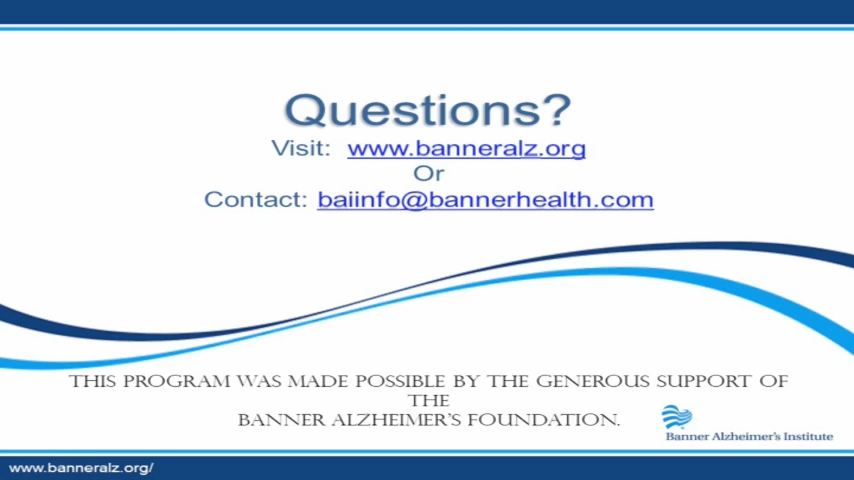 Questions?
Visit: www.banneralz.org
Or
Contact: baiinfo@bannerhealth.com
THIS PROGRAM WAS MADE POSSIBLE BY THE GENEROUS SUPPORT OF
THE
BANNER ALZHEIMER'S FOUNDATION.
Banner Alzheimer's Institute
www.banneralz.org/